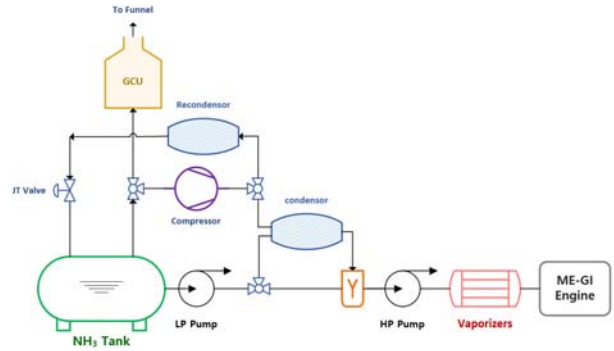 To Funnel
GCU
Recondensor
JT Valve
Compressor
condensor
ME-GI
Engine
LP Pump
HP Pump
Vaporizers
NH₃ Tank